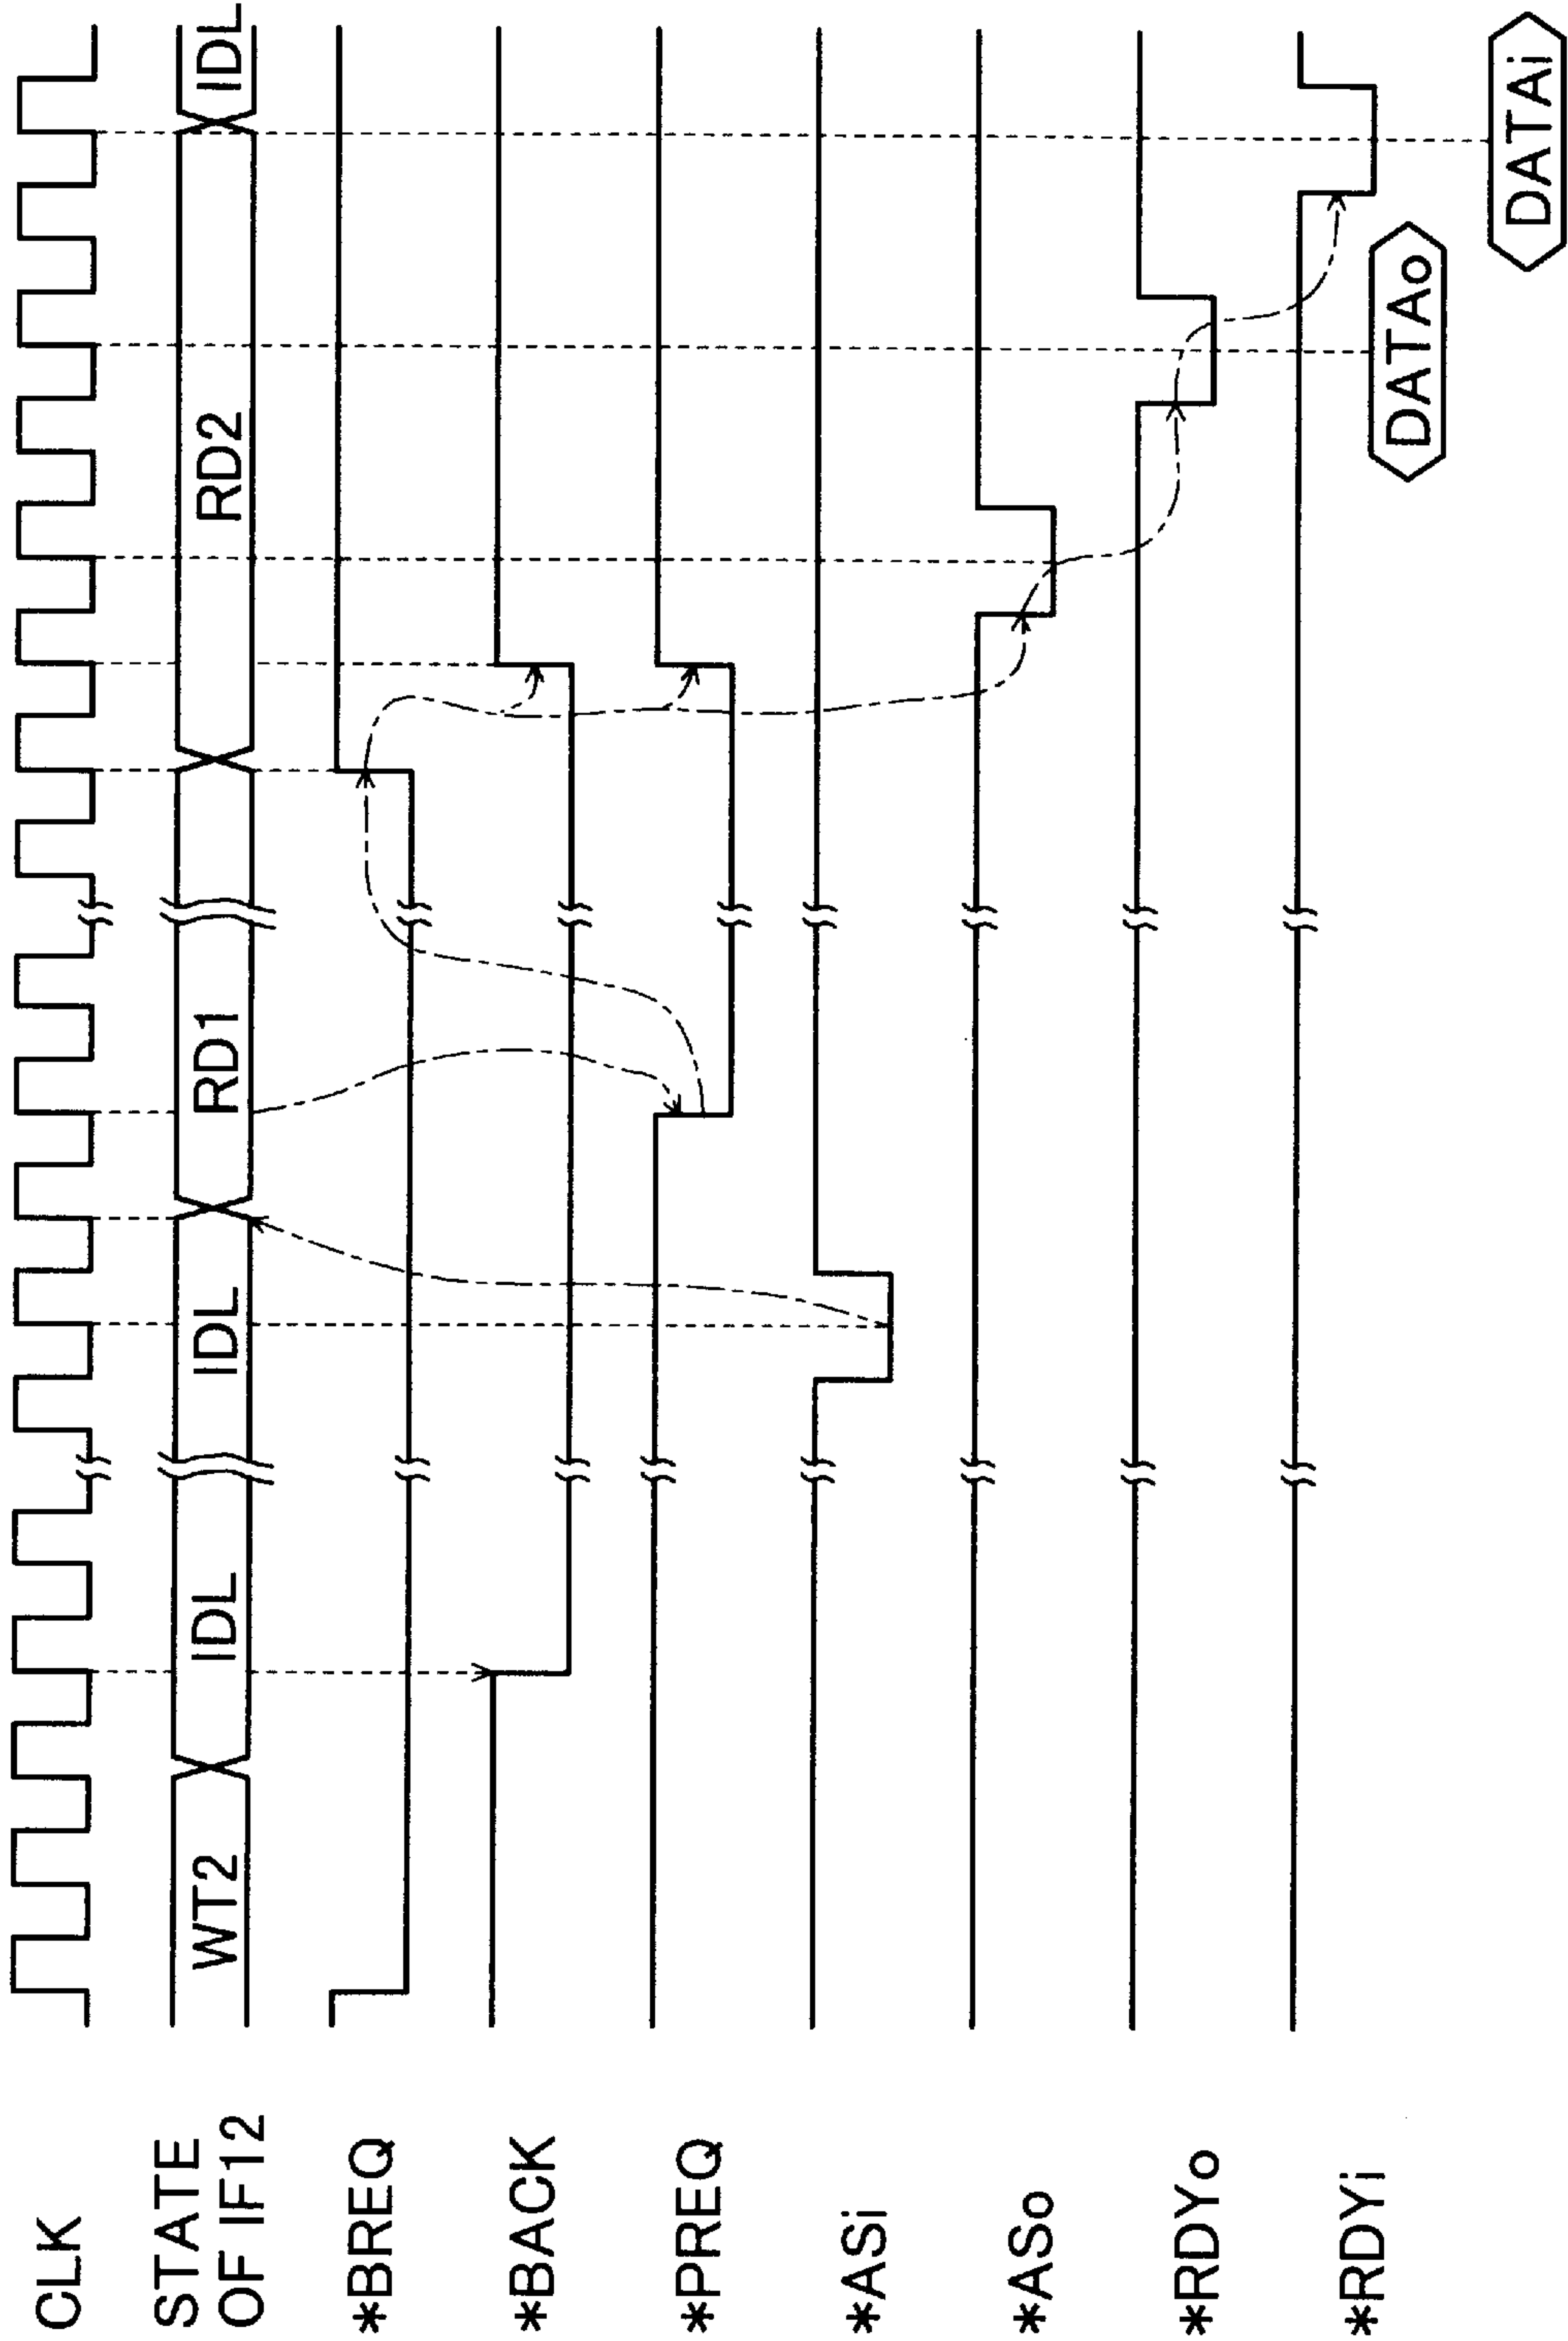 CLK
STATE
OF IF12
WT2
IDL
IDL
RD1
RD2
IDL
*BREQ
*BACK
*PREQ
*ASi
*ASo
*RDYo
*RDYi
DATAo
DATAi